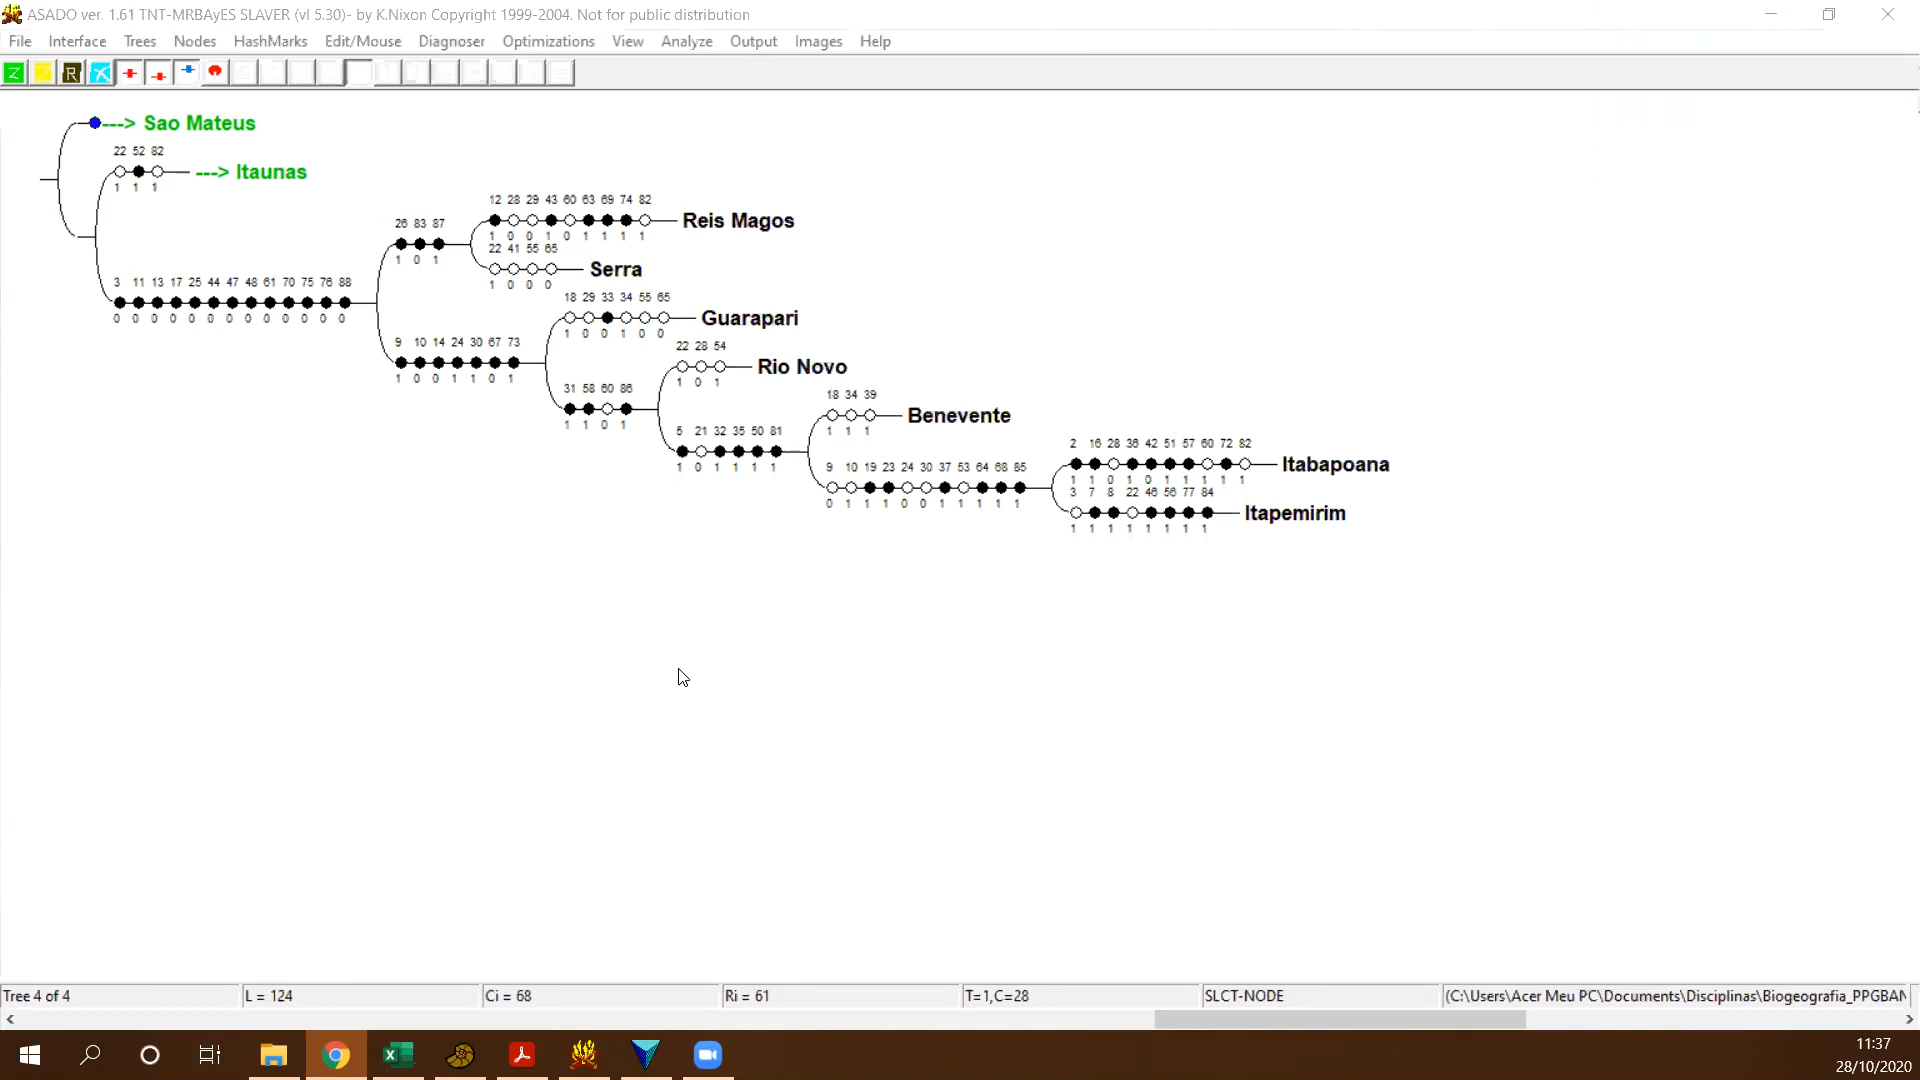 ASADO ver. 1.61 TNT-MRBAyES SLAVER (vl 5.30)- by K.Nixon Copyright 1999-2004. Not for public distribution
File Interface Trees Nodes HashMarks Edit/Mouse Diagnoser Optimizations View Analyze Output Images Help
Z R
---> Sao Mateus
22 52 82
---> Itaunas
1 1 1
12 28 29 43 60 63 69 74 82
Reis Magos
1 0 0 1 0 1 1 1 1
26 83 87
1 0 1
22 41 55 65
Serra
1 0 0 0
3 11 13 17 25 44 47 48 61 70 75 76 88
0 0 0 0 0 0 0 0 0 0 0 0 0
18 29 33 34 55 65
Guarapari
1 0 0 1 0 0
9 10 14 24 30 67 73
1 0 0 1 1 0 1
22 28 54
Rio Novo
1 0 1
31 58 60 86
1 1 0 1
18 34 39
Benevente
1 1 1
5 21 32 35 50 81
1 0 1 1 1 1
2 16 28 36 42 51 57 60 72 82
Itabapoana
1 1 0 1 0 1 1 1 1 1
9 10 19 23 24 30 37 53 64 68 85
0 1 1 1 0 0 1 1 1 1 1
3 7 8 22 46 56 77 84
Itapemirim
1 1 1 1 1 1 1 1
Tree 4 of 4 L = 124 Ci = 68 Ri = 61 T=1,C=28 SLCT-NODE (C:\Users\Acer Meu PC\Documents\Disciplinas\Biogeografia_PPGBAN
11:37
28/10/2020